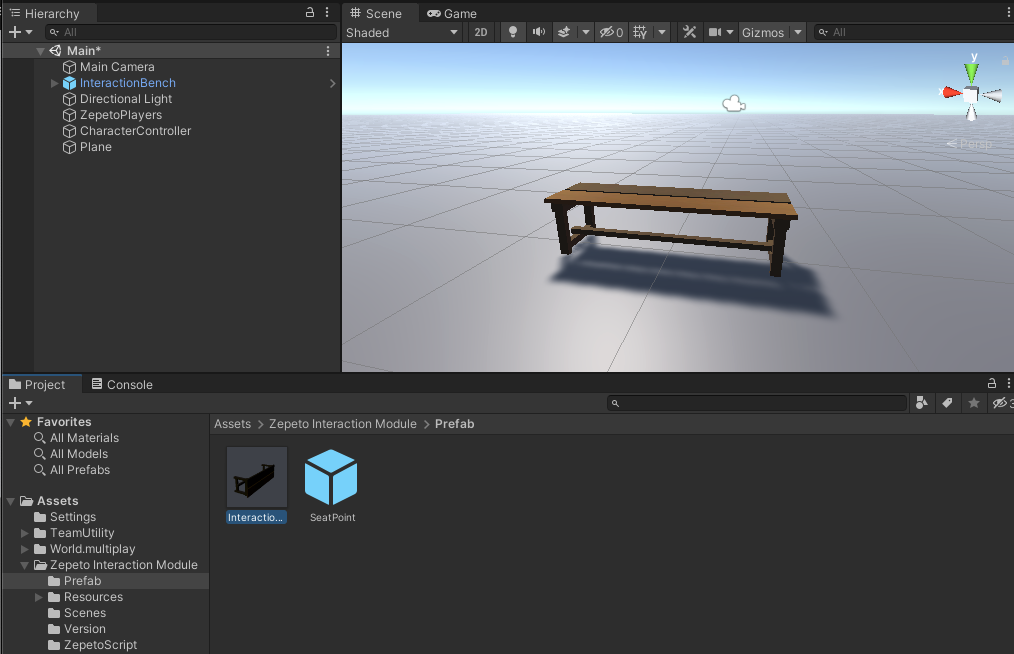 Hierarchy
All
Main*
Main Camera
InteractionBench
Directional Light
ZepetoPlayers
CharacterController
Plane
Scene
Game
Shaded
2D
0
Gizmos
All
y
x
Persp
Project
Console
3
Favorites
All Materials
All Models
All Prefabs
Assets
Settings
TeamUtility
World.multiplay
Zepeto Interaction Module
Prefab
Resources
Scenes
Version
ZepetoScript
Assets > Zepeto Interaction Module > Prefab
Interactio...
SeatPoint